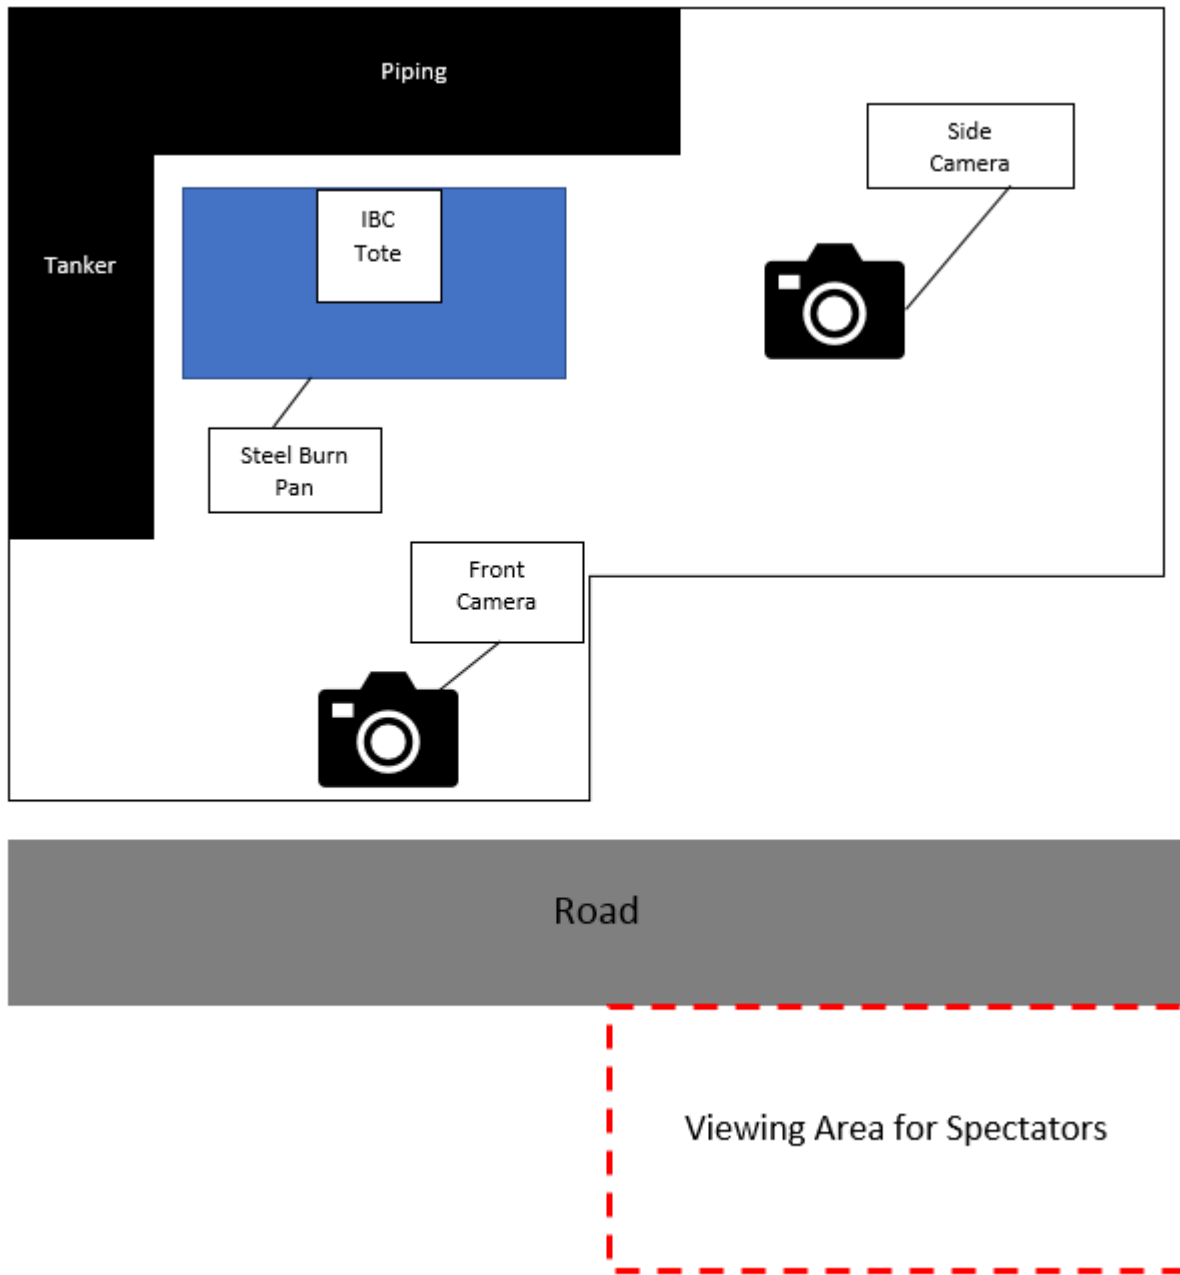 Piping
Side
Camera
IBC
Tote
Tanker
Steel Burn
Pan
Front
Camera
Road
Viewing Area for Spectators